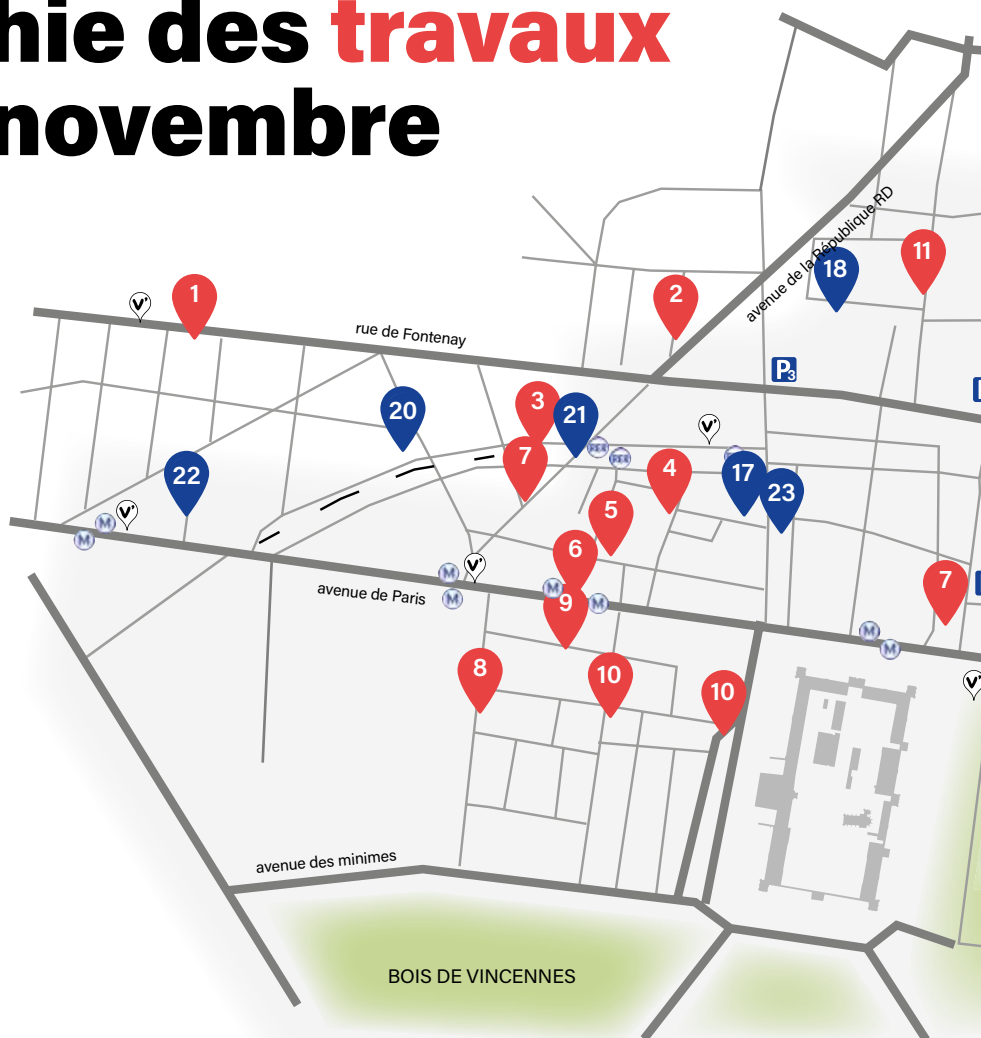 hie des travaux
novembre
avenue de la République RD
11
18
1
V'
2
rue de Fontenay
P3
20
3
21
V'
RER
RER
7
4
22
17
23
5
V'
M
M
6
V'
M
M
M
M
9
7
avenue de Paris
M
M
8
10
10
V'
avenue des minimes
BOIS DE VINCENNES